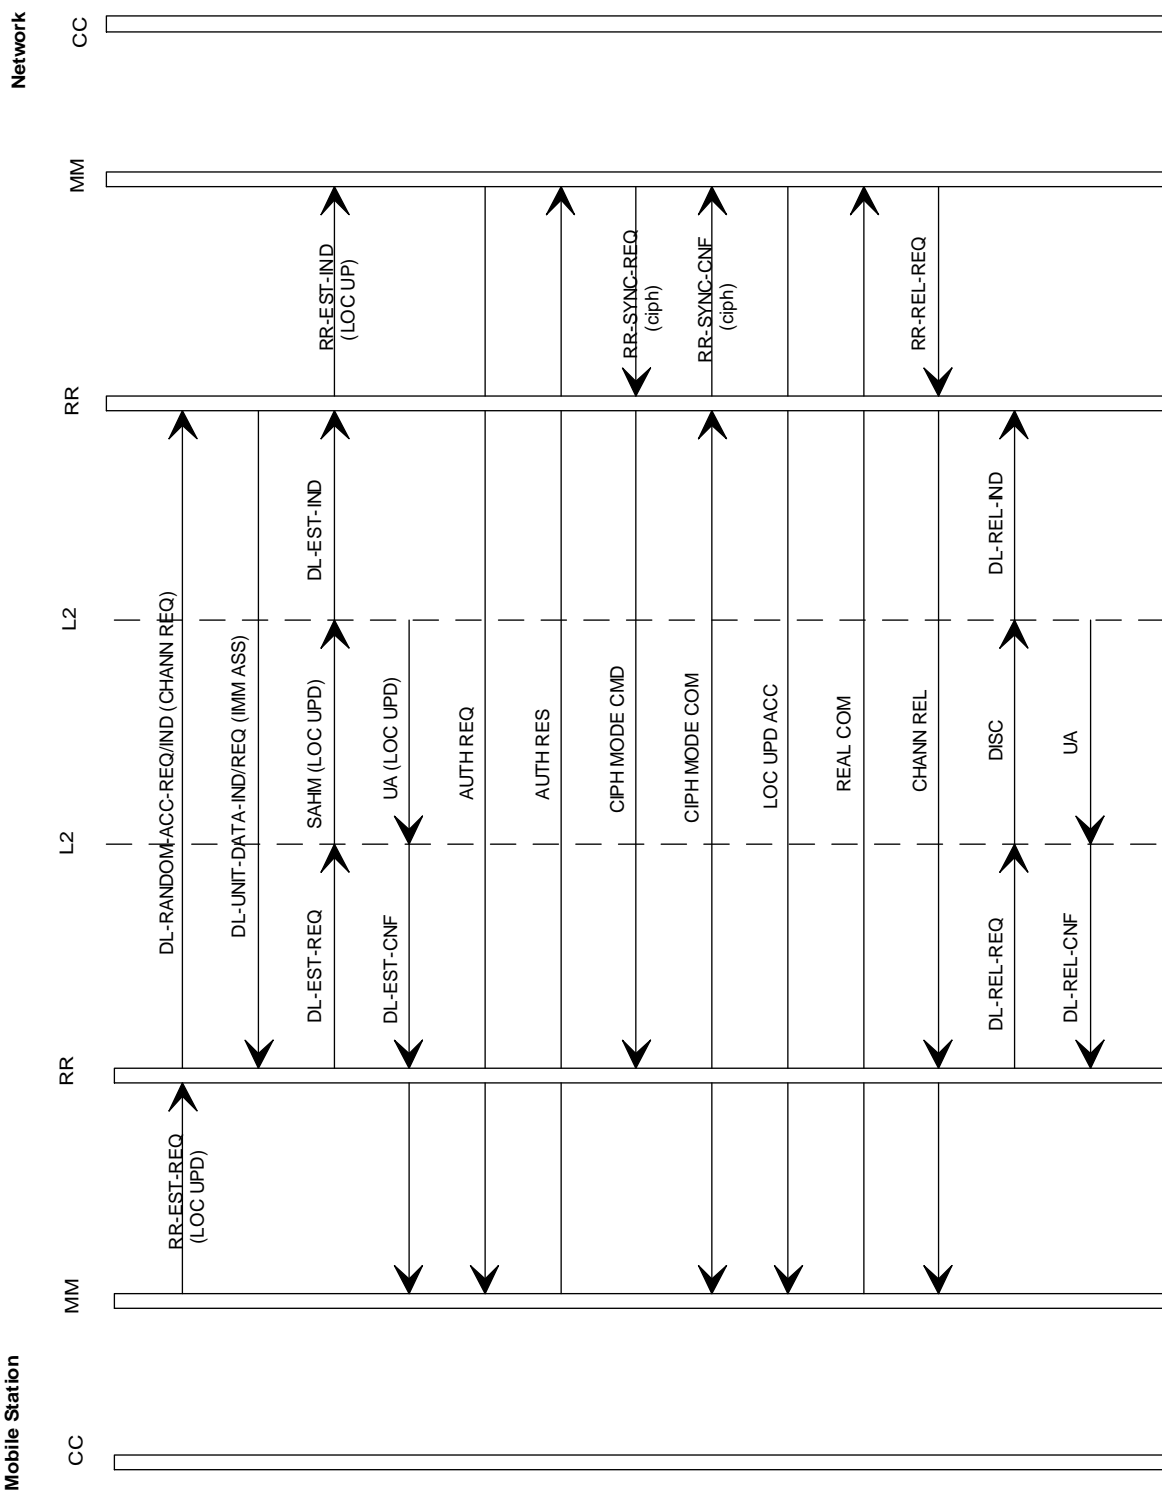 Mobile Station
Network
CC
MM
RR
L2
L2
RR
MM
CC
RR-EST-REQ
(LOC UPD)
DL-RANDOM-ACC-REQ/IND (CHANN REQ)
DL-UNIT-DATA-IND/REQ (IMM ASS)
DL-EST-REQ
SAHM (LOC UPD)
DL-EST-IND
RR-EST-IND
(LOC UP)
DL-EST-CNF
UA (LOC UPD)
AUTH REQ
AUTH RES
RR-SYNC-REQ
(ciph)
CIPH MODE CMD
CIPH MODE COM
RR-SYNC-CNF
(ciph)
LOC UPD ACC
REAL COM
RR-REL-REQ
CHANN REL
DL-REL-REQ
DISC
DL-REL-IND
UA
DL-REL-CNF